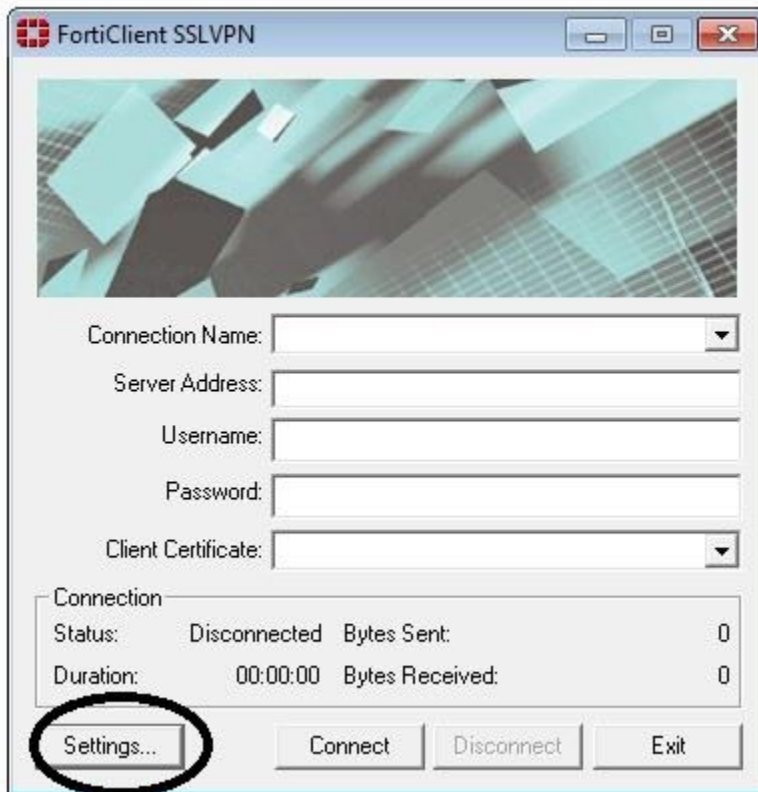 FortiClient SSLVPN
Connection Name:
Server Address:
Username:
Password:
Client Certificate:
Connection
Status: Disconnected Bytes Sent: 0
Duration: 00:00:00 Bytes Received: 0
Settings... Connect Disconnect Exit